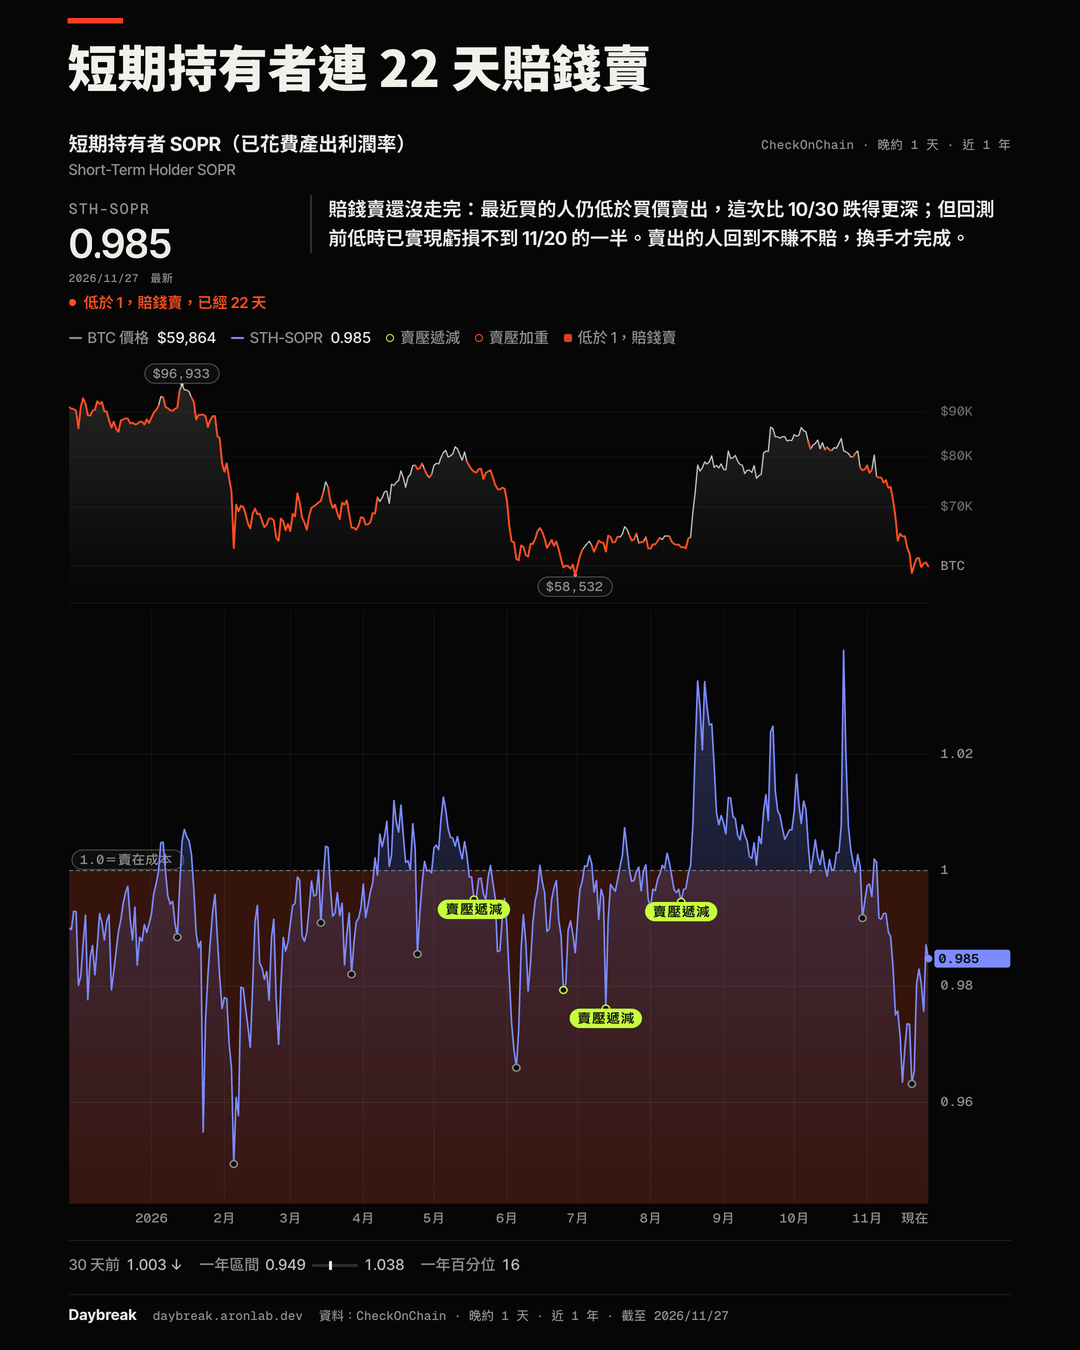 短期持有者連 22 天賠錢賣
短期持有者 SOPR（已花費產出利潤率）
CheckOnChain · 晚約 1 天 · 近 1 年
Short-Term Holder SOPR
STH-SOPR
0.985
2026/11/27 最新
低於 1，賠錢賣，已經 22 天
賠錢賣還沒走完：最近買的人仍低於買價賣出，這次比 10/30 跌得更深；但回測
前低時已實現虧損不到 11/20 的一半。賣出的人回到不賺不賠，換手才完成。
BTC 價格 $59,864 STH-SOPR 0.985 賣壓遞減 賣壓加重 低於 1，賠錢賣
$96,933
$90K
$80K
$70K
BTC
$58,532
1.02
1.0＝賣在成本
1
賣壓遞減
賣壓遞減
0.985
0.98
賣壓遞減
0.96
2026 2月 3月 4月 5月 6月 7月 8月 9月 10月 11月 現在
30 天前 1.003 ↓ 一年區間 0.949 1.038 一年百分位 16
Daybreak daybreak.aronlab.dev 資料：CheckOnChain · 晚約 1 天 · 近 1 年 · 截至 2026/11/27